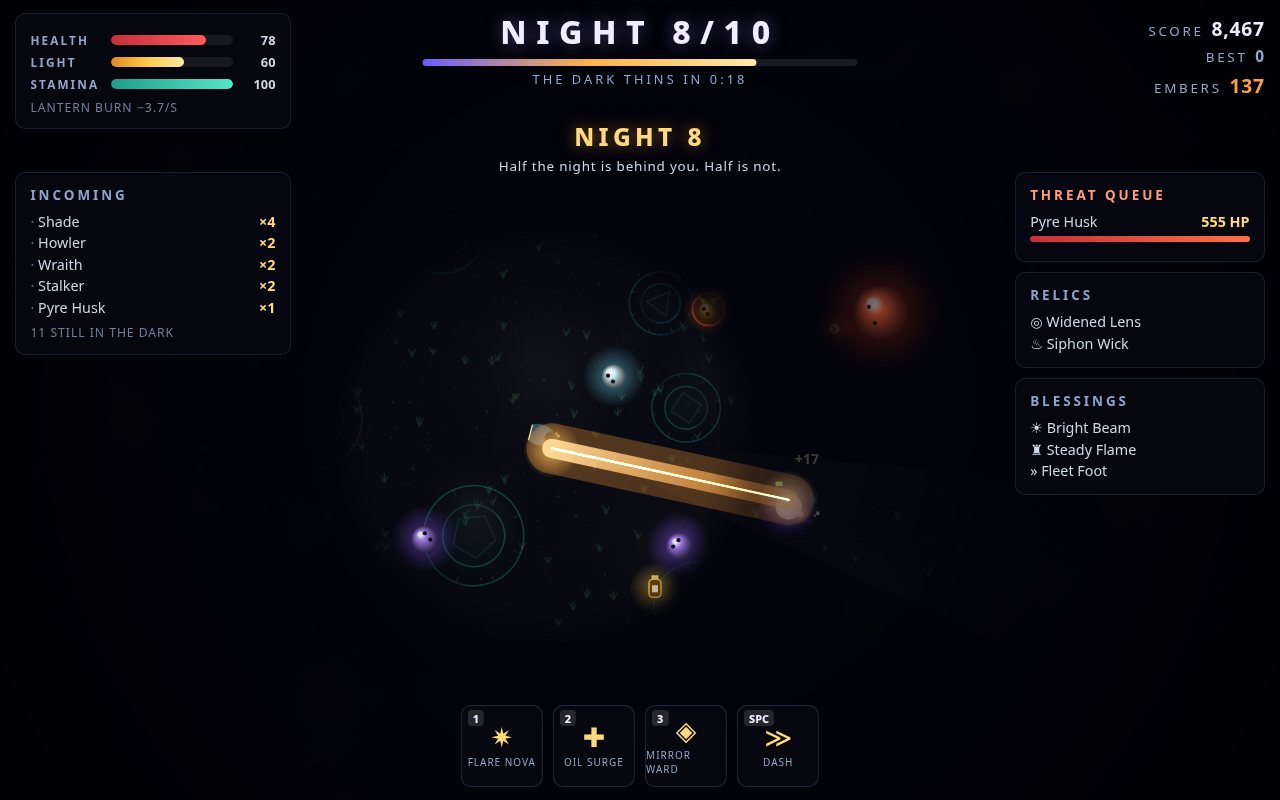 HEALTH 78
LIGHT 60
STAMINA 100
LANTERN BURN −3.7/S
NIGHT 8/10
THE DARK THINS IN 0:18
SCORE 8,467
BEST 0
EMBERS 137
NIGHT 8
Half the night is behind you. Half is not.
INCOMING
· Shade ×4
· Howler ×2
· Wraith ×2
· Stalker ×2
· Pyre Husk ×1
11 STILL IN THE DARK
THREAT QUEUE
Pyre Husk 555 HP
RELICS
◎ Widened Lens
♨ Siphon Wick
BLESSINGS
☀ Bright Beam
♜ Steady Flame
» Fleet Foot
+17
1
FLARE NOVA
2
OIL SURGE
3
MIRROR
WARD
SPC
DASH